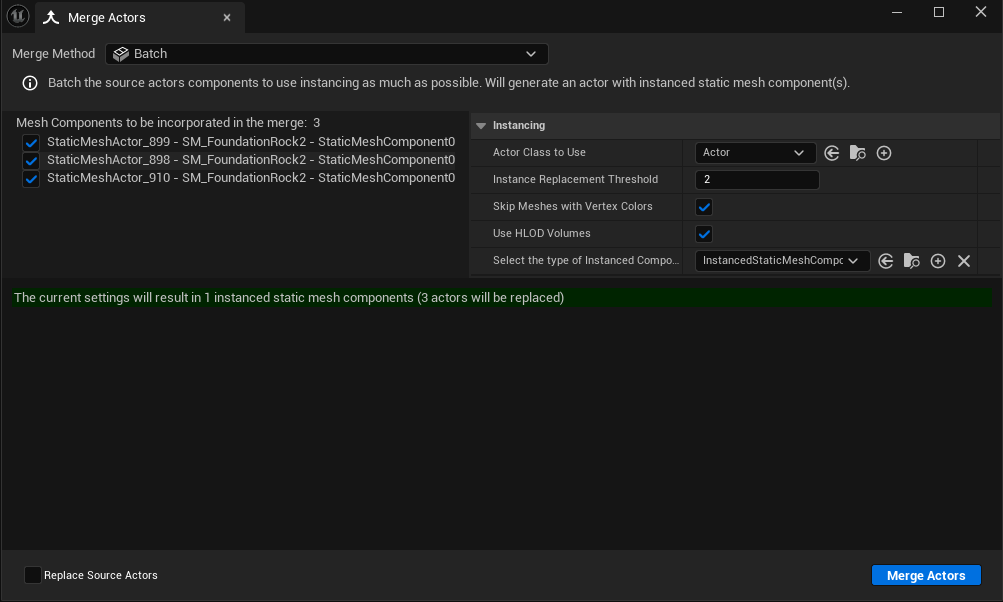 Merge Actors
Merge Method
Batch
Batch the source actors components to use instancing as much as possible. Will generate an actor with instanced static mesh component(s).
Mesh Components to be incorporated in the merge: 3
StaticMeshActor_899 - SM_FoundationRock2 - StaticMeshComponent0
StaticMeshActor_898 - SM_FoundationRock2 - StaticMeshComponent0
StaticMeshActor_910 - SM_FoundationRock2 - StaticMeshComponent0
Instancing
Actor Class to Use
Actor
Instance Replacement Threshold
2
Skip Meshes with Vertex Colors
Use HLOD Volumes
Select the type of Instanced Compo...
InstancedStaticMeshCompc
The current settings will result in 1 instanced static mesh components (3 actors will be replaced)
Replace Source Actors
Merge Actors